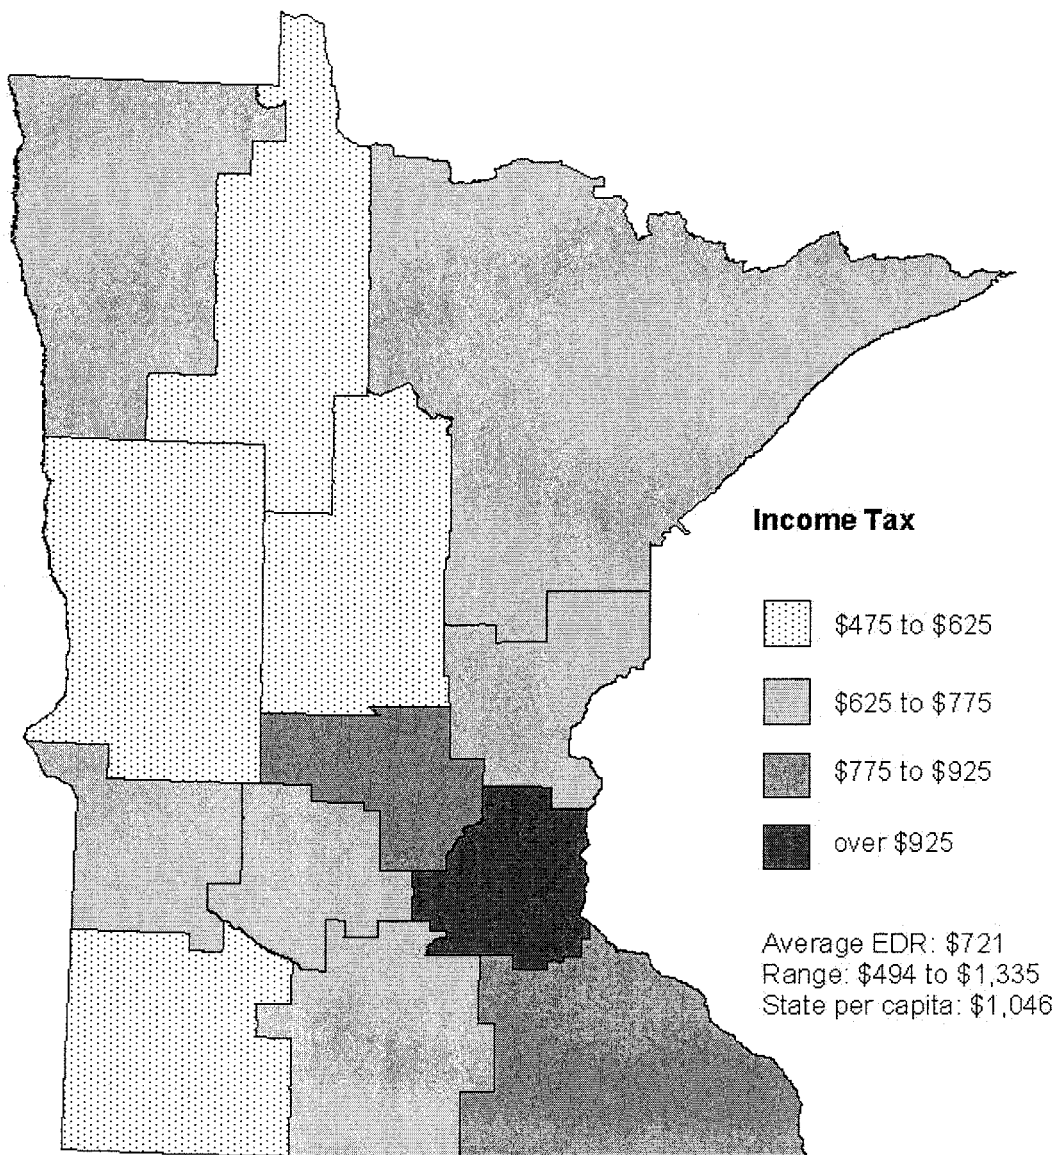 Income Tax
$475 to $625
$625 to $775
$775 to $925
over $925
Average EDR: $721
Range: $494 to $1,335
State per capita: $1,046